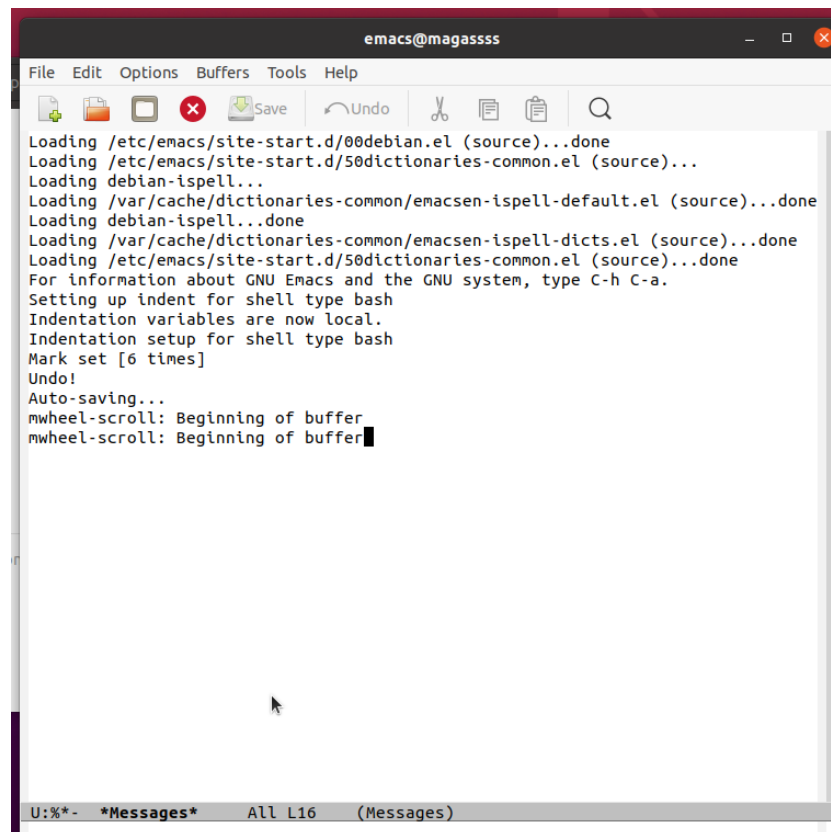 emacs@magassss
File Edit Options Buffers Tools Help
Save Undo
Loading /etc/emacs/site-start.d/00debian.el (source)...done
Loading /etc/emacs/site-start.d/50dictionaries-common.el (source)...
Loading debian-ispell...
Loading /var/cache/dictionaries-common/emacsen-ispell-default.el (source)...done
Loading debian-ispell...done
Loading /var/cache/dictionaries-common/emacsen-ispell-dicts.el (source)...done
Loading /etc/emacs/site-start.d/50dictionaries-common.el (source)...done
For information about GNU Emacs and the GNU system, type C-h C-a.
Setting up indent for shell type bash
Indentation variables are now local.
Indentation setup for shell type bash
Mark set [6 times]
Undo!
Auto-saving...
mwheel-scroll: Beginning of buffer
mwheel-scroll: Beginning of buffer
U:%*- *Messages* All L16 (Messages)